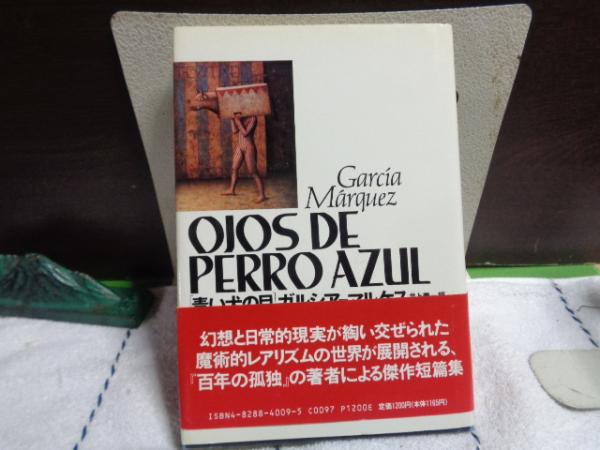 García
Márquez
OJOS DE
PERRO AZUL
[青い犬の目]ガルシア=マルケス
幻想と日常的現実が綯い交ぜられた
魔術的レアリズムの世界が展開される、
『百年の孤独』の著者による傑作短篇集
ISBN4-8288-4009-5 C0097 P1200E 定価1200円(本体1165円)